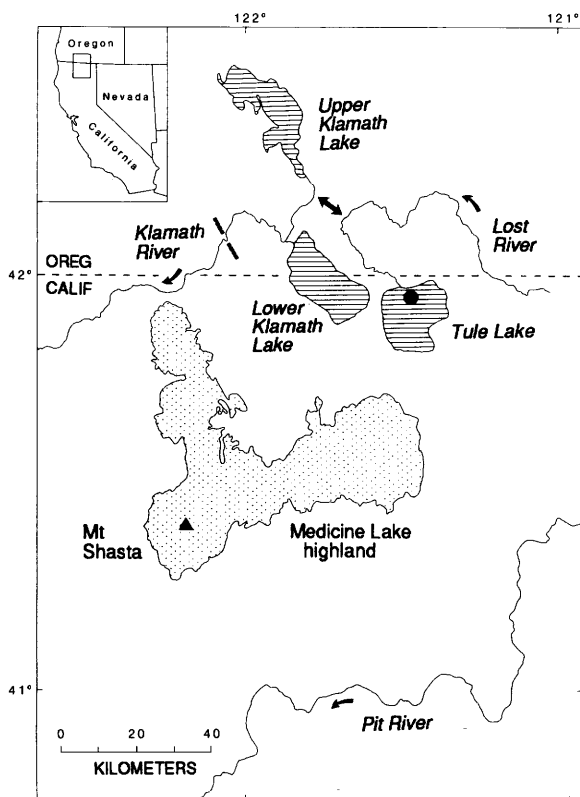 122°
121°
Oregon
Nevada
California
Upper
Klamath
Lake
Klamath
River
Lost
River
OREG
42°
CALIF
Lower
Klamath
Lake
Tule Lake
Mt
Shasta
Medicine Lake
highland
41°
Pit River
0 20 40
KILOMETERS